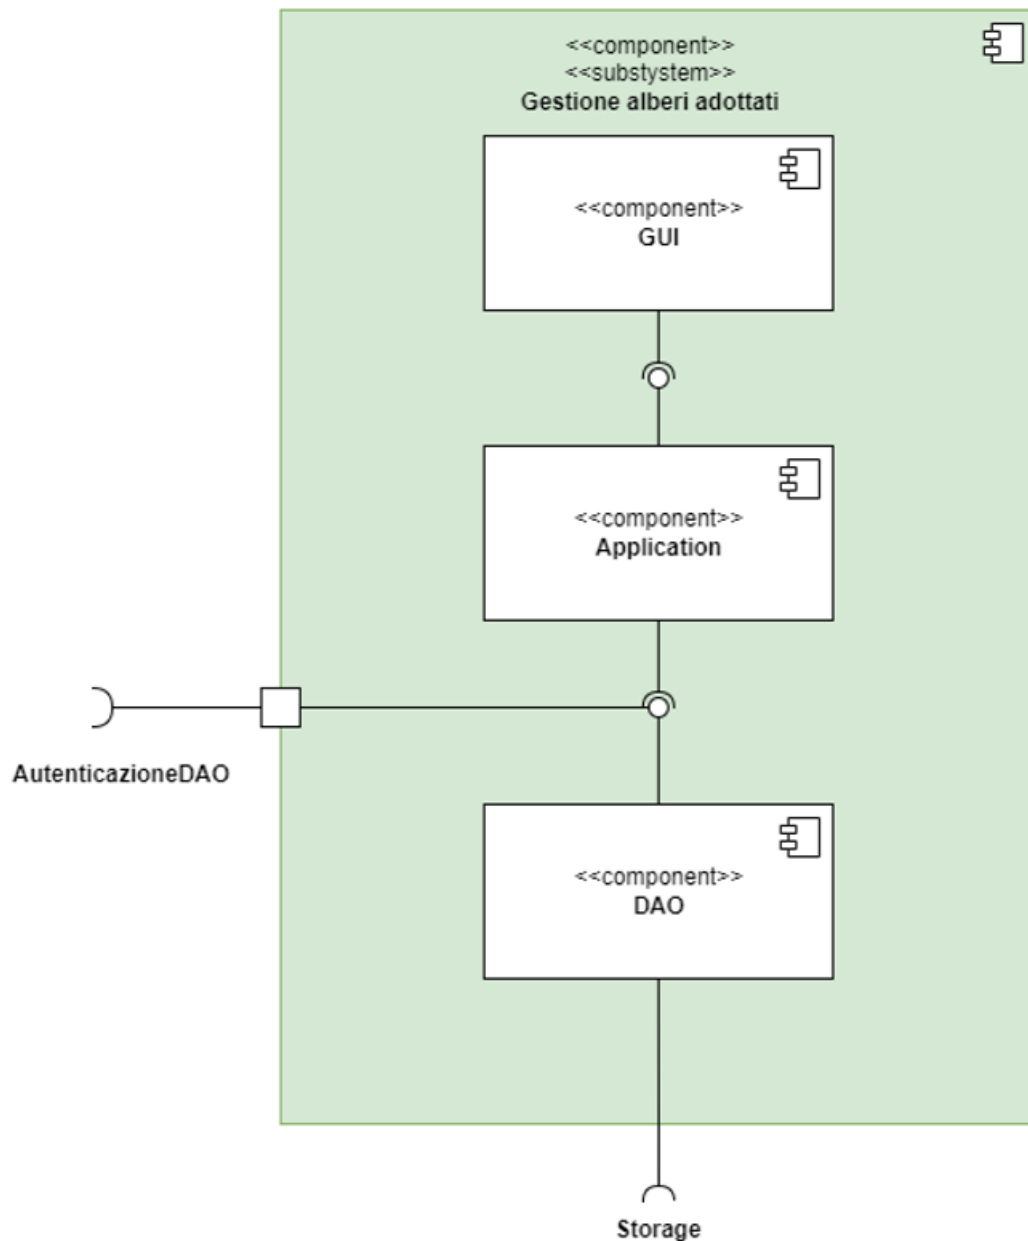 <<component>>
<<substystem>>
Gestione alberi adottati
<<component>>
GUI
<<component>>
Application
AutenticazioneDAO
<<component>>
DAO
Storage